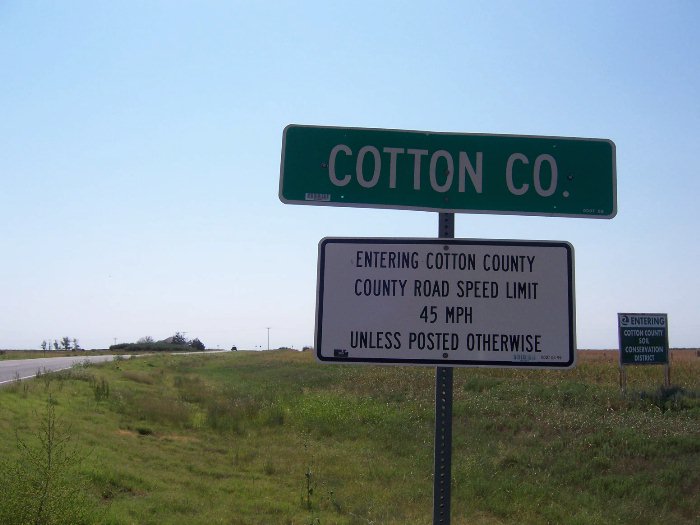 COTTON CO.
ENTERING COTTON COUNTY
COUNTY ROAD SPEED LIMIT
45 MPH
UNLESS POSTED OTHERWISE
ENTERING
COTTON COUNTY
SOIL
CONSERVATION
DISTRICT